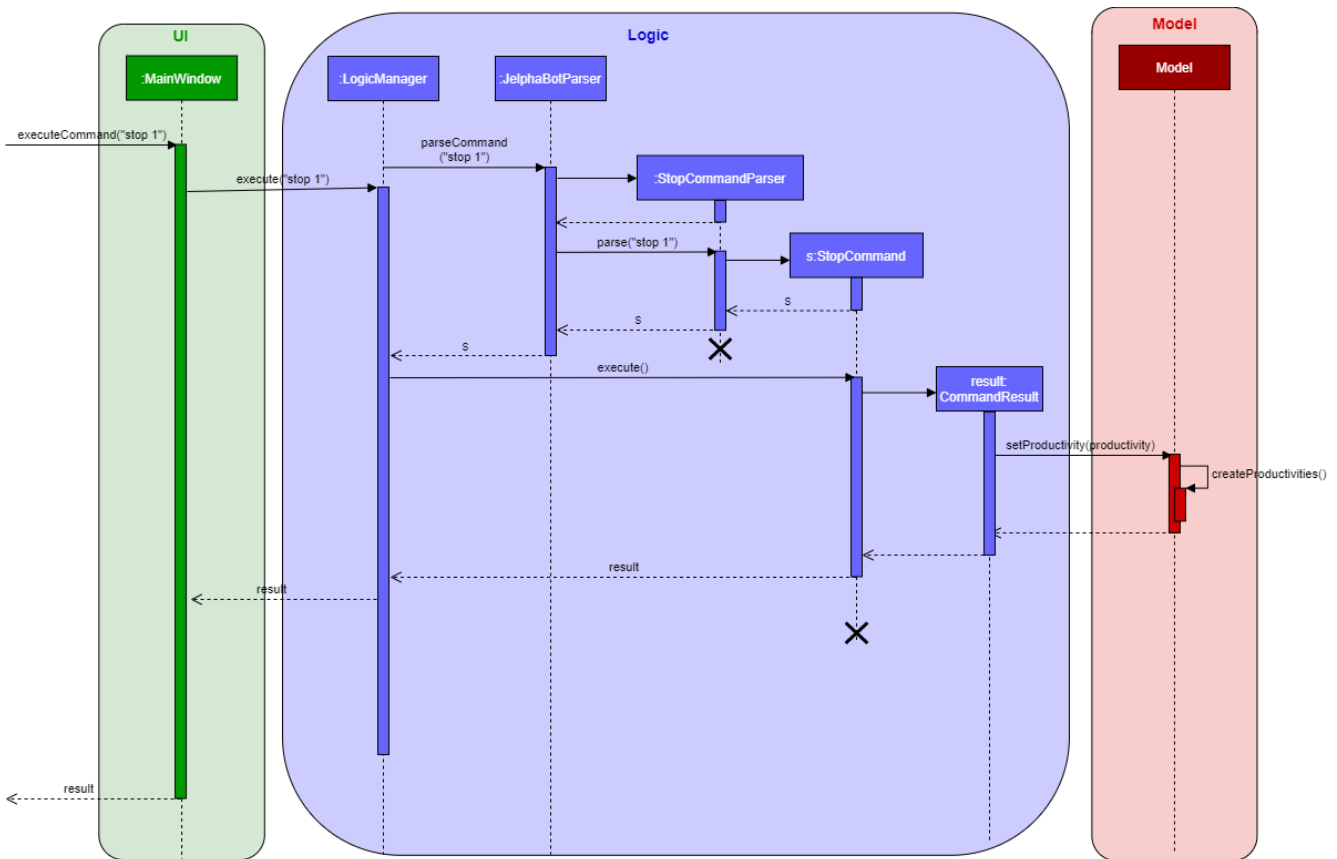 UI
Logic
Model
:MainWindow
:LogicManager
:JelphaBotParser
Model
executeCommand("stop 1")
parseCommand
("stop 1")
execute("stop 1")
:StopCommandParser
parse("stop 1")
s:StopCommand
S
S
S
execute()
result:
CommandResult
setProductivity(productivity)
createProductivities()
result
result
result